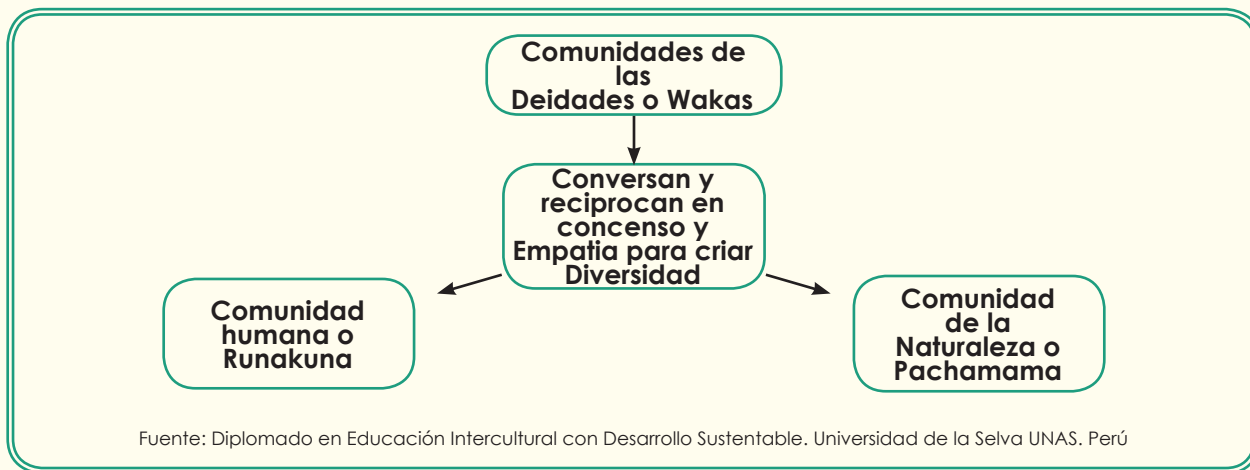 Comunidades de
las
Deidades o Wakas
Conversan y
reciprocan en
concenso y
Empatia para criar
Diversidad
Comunidad
humana o
Runakuna
Comunidad
de la
Naturaleza o
Pachamama
Fuente: Diplomado en Educación Intercultural con Desarrollo Sustentable. Universidad de la Selva UNAS. Perú